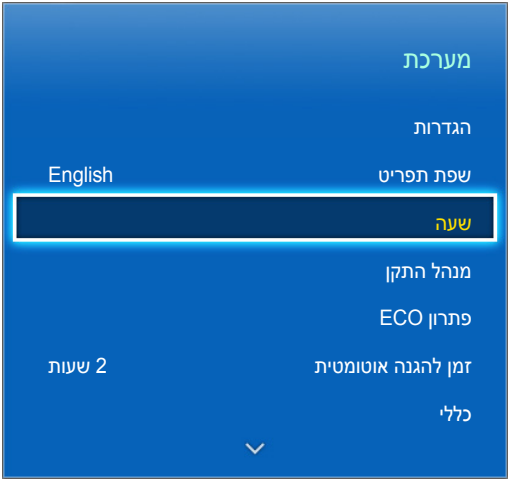 מערכת
הגדרות
שפת תפריט English
שעה
מנהל התקן
פתרון ECO
זמן להגנה אוטומטית 2 שעות
כללי